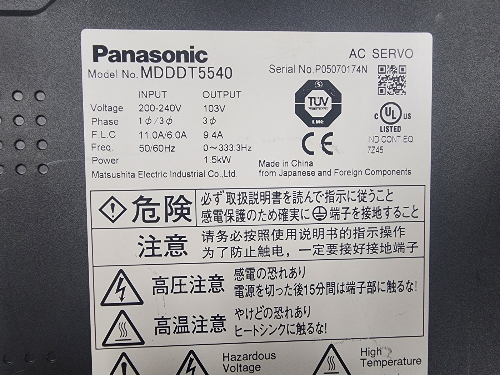 Panasonic
AC SERVO
Model No. MDDDT5540
Serial No. P05070174N
INPUT OUTPUT
Voltage 200-240V 103V
Phase 1φ/3φ 3φ
F.L.C 11.0A/6.0A 9.4A
Freq. 50/60Hz 0~333.3Hz
Power 1.5kW
Matsushita Electric Industrial Co.,Ltd.
TÜV
CE
c UL US
LISTED
IND CONT.EQ
7Z45
Made in China
from Japanese and Foreign Components
危険
必ず取扱説明書を読んで指示に従うこと
感電保護のため確実に端子を接地すること
注意
请务必按照使用说明书的指示操作
为了防止触电，一定要接好接地端子
高圧注意
感電の恐れあり
電源を切った後15分間は端子部に触るな!
高温注意
やけどの恐れあり
ヒートシンクに触るな!
Hazardous
Voltage
High
Temperature